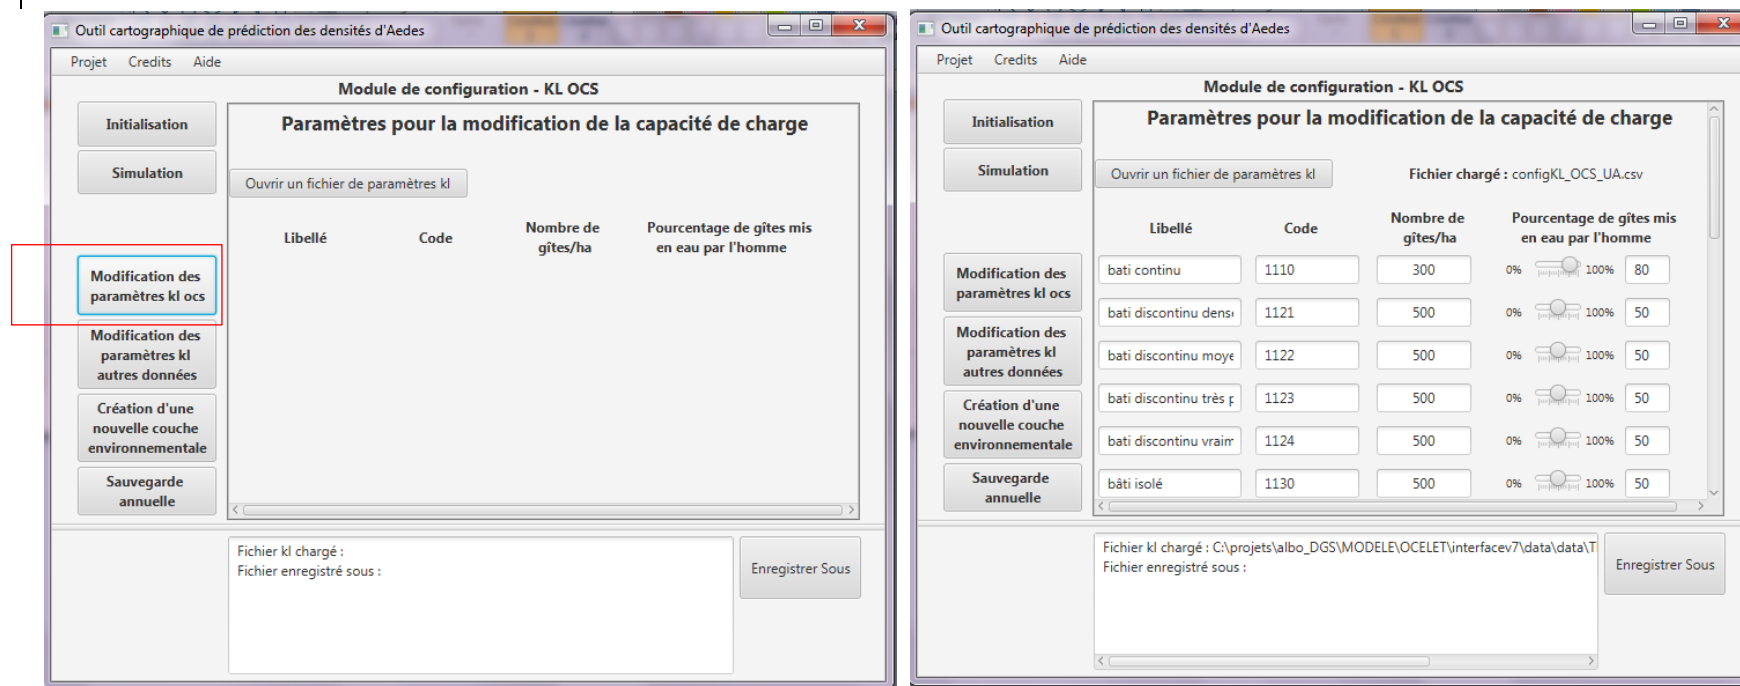 Outil cartographique de prédiction des densités d'Aedes
Projet Credits Aide
Module de configuration - KL OCS
Initialisation
Simulation
Modification des
paramètres kl ocs
Modification des
paramètres kl
autres données
Création d'une
nouvelle couche
environnementale
Sauvegarde
annuelle
Paramètres pour la modification de la capacité de charge
Ouvrir un fichier de paramètres kl
Libellé Code Nombre de gîtes/ha Pourcentage de gîtes mis en eau par l'homme
Fichier kl chargé :
Fichier enregistré sous :
Enregistrer Sous
Outil cartographique de prédiction des densités d'Aedes
Projet Credits Aide
Module de configuration - KL OCS
Initialisation
Simulation
Modification des
paramètres kl ocs
Modification des
paramètres kl
autres données
Création d'une
nouvelle couche
environnementale
Sauvegarde
annuelle
Paramètres pour la modification de la capacité de charge
Ouvrir un fichier de paramètres kl Fichier chargé : configKL_OCS_UA.csv
Libellé Code Nombre de gîtes/ha Pourcentage de gîtes mis en eau par l'homme
bati continu 1110 300 0% 100% 80
bati discontinu dense 1121 500 0% 100% 50
bati discontinu moye 1122 500 0% 100% 50
bati discontinu très p 1123 500 0% 100% 50
bati discontinu vraim 1124 500 0% 100% 50
bâti isolé 1130 500 0% 100% 50
Fichier kl chargé : C:\projets\albo_DGS\MODELE\OCELET\interfacev7\data\data\T
Fichier enregistré sous :
Enregistrer Sous